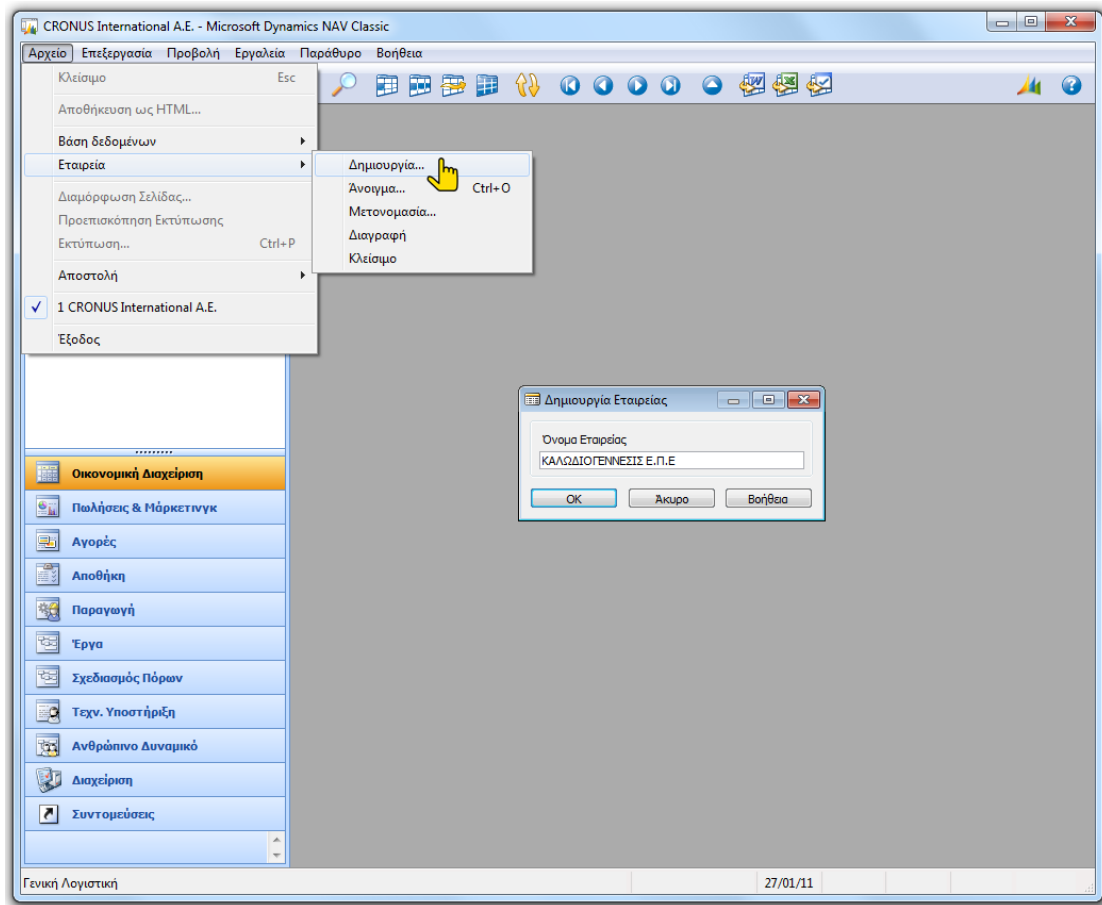 CRONUS International A.E. - Microsoft Dynamics NAV Classic
Αρχείο Επεξεργασία Προβολή Εργαλεία Παράθυρο Βοήθεια
Κλείσιμο Esc
Αποθήκευση ως HTML...
Βάση δεδομένων
Εταιρεία
Διαμόρφωση Σελίδας...
Προεπισκόπηση Εκτύπωσης
Εκτύπωση... Ctrl+P
Αποστολή
1 CRONUS International A.E.
Έξοδος
Δημιουργία...
Άνοιγμα... Ctrl+O
Μετονομασία...
Διαγραφή
Κλείσιμο
Δημιουργία Εταιρείας
Όνομα Εταιρείας
ΚΑΛΩΔΙΟΓΕΝΝΕΣΙΣ Ε.Π.Ε
OK Άκυρο Βοήθεια
Οικονομική Διαχείριση
Πωλήσεις & Μάρκετινγκ
Αγορές
Αποθήκη
Παραγωγή
Έργα
Σχεδιασμός Πόρων
Τεχν. Υποστήριξη
Ανθρώπινο Δυναμικό
Διαχείριση
Συντομεύσεις
Γενική Λογιστική 27/01/11